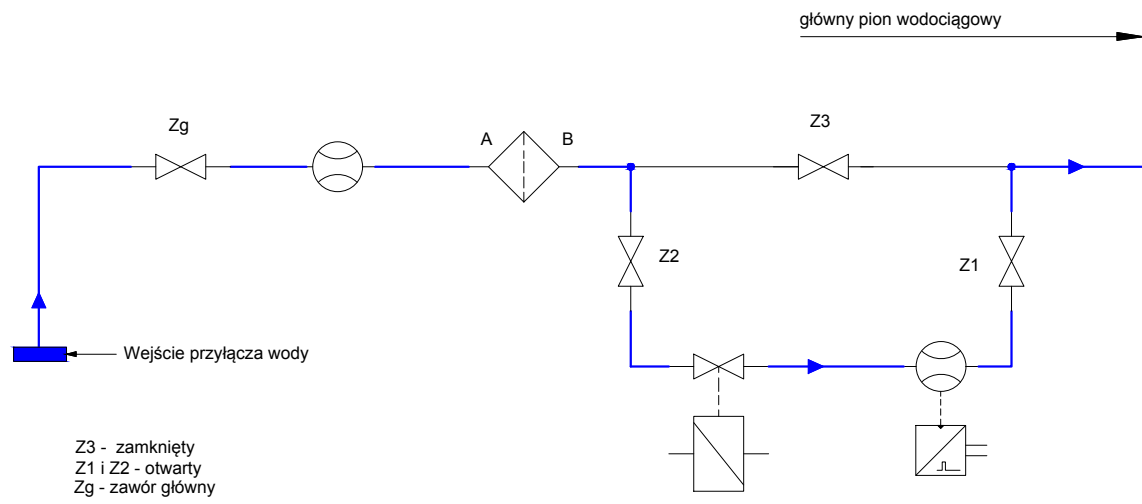 główny pion wodociągowy
Zg
A
B
Z3
Z2
Z1
Wejście przyłącza wody
Z3 - zamknięty
Z1 i Z2 - otwarty
Zg - zawór główny